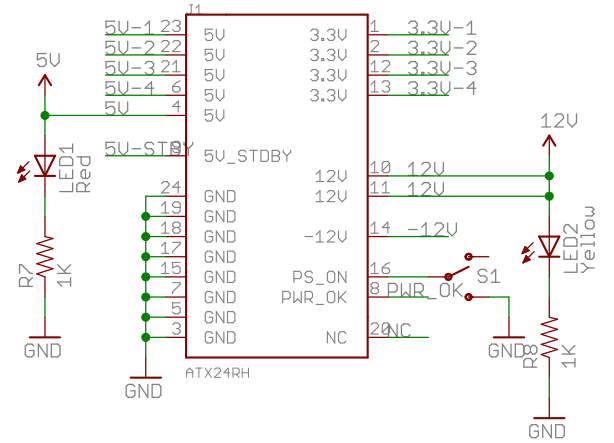 J1
5V-1 23 5V 3.3V 1 3.3V-1
5V-2 22 5V 3.3V 2 3.3V-2
5V-3 21 5V 3.3V 12 3.3V-3
5V-4 6 5V 3.3V 13 3.3V-4
5V
5V 4 5V
12V
5V-STBY 9 5V_STDBY
LED1
Red
12V 10 12V
24 GND 12V 11 12V
19 GND
18 GND -12V 14 -12V
LED2
Yellow
17 GND
15 GND PS_ON 16 S1
R7
1K
7 GND PWR_OK 8 PWR_OK
5 GND
3 GND NC 20 NC
GND
GND
R8
1K
ATX24RH
GND
GND